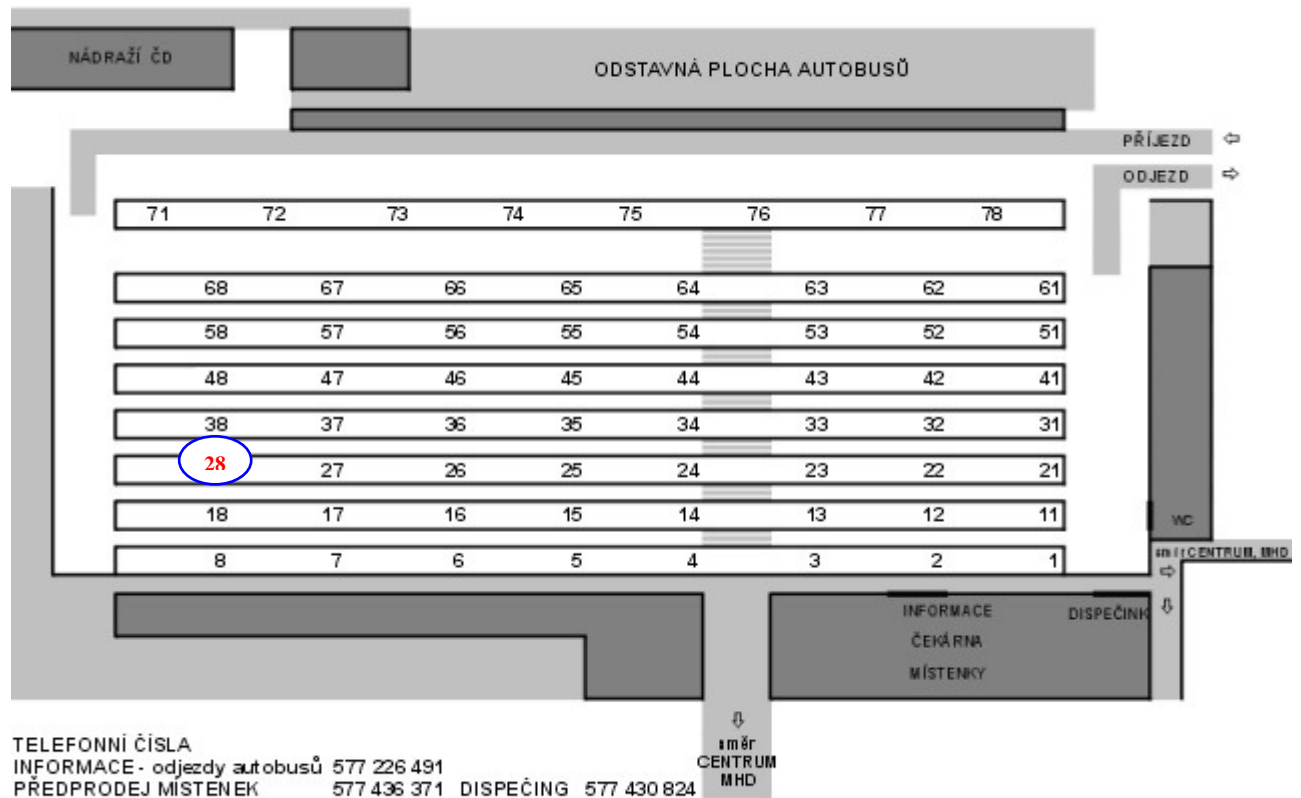 NÁDRAŽÍ ČD
ODSTAVNÁ PLOCHA AUTOBUSŮ
PŘÍJEZD
ODJEZD
71 72 73 74 75 76 77 78
68 67 66 65 64 63 62 61
58 57 56 55 54 53 52 51
48 47 46 45 44 43 42 41
38 37 36 35 34 33 32 31
28 27 26 25 24 23 22 21
18 17 16 15 14 13 12 11
WC
8 7 6 5 4 3 2 1
směr CENTRUM, MHD
INFORMACE
DISPEČINK
ČEKÁRNA
MÍSTENKY
směr
CENTRUM
MHD
TELEFONNÍ ČÍSLA
INFORMACE - odjezdy autobusů 577 226 491
PŘEDPRODEJ MÍSTENEK 577 436 371 DISPEČING 577 430 824